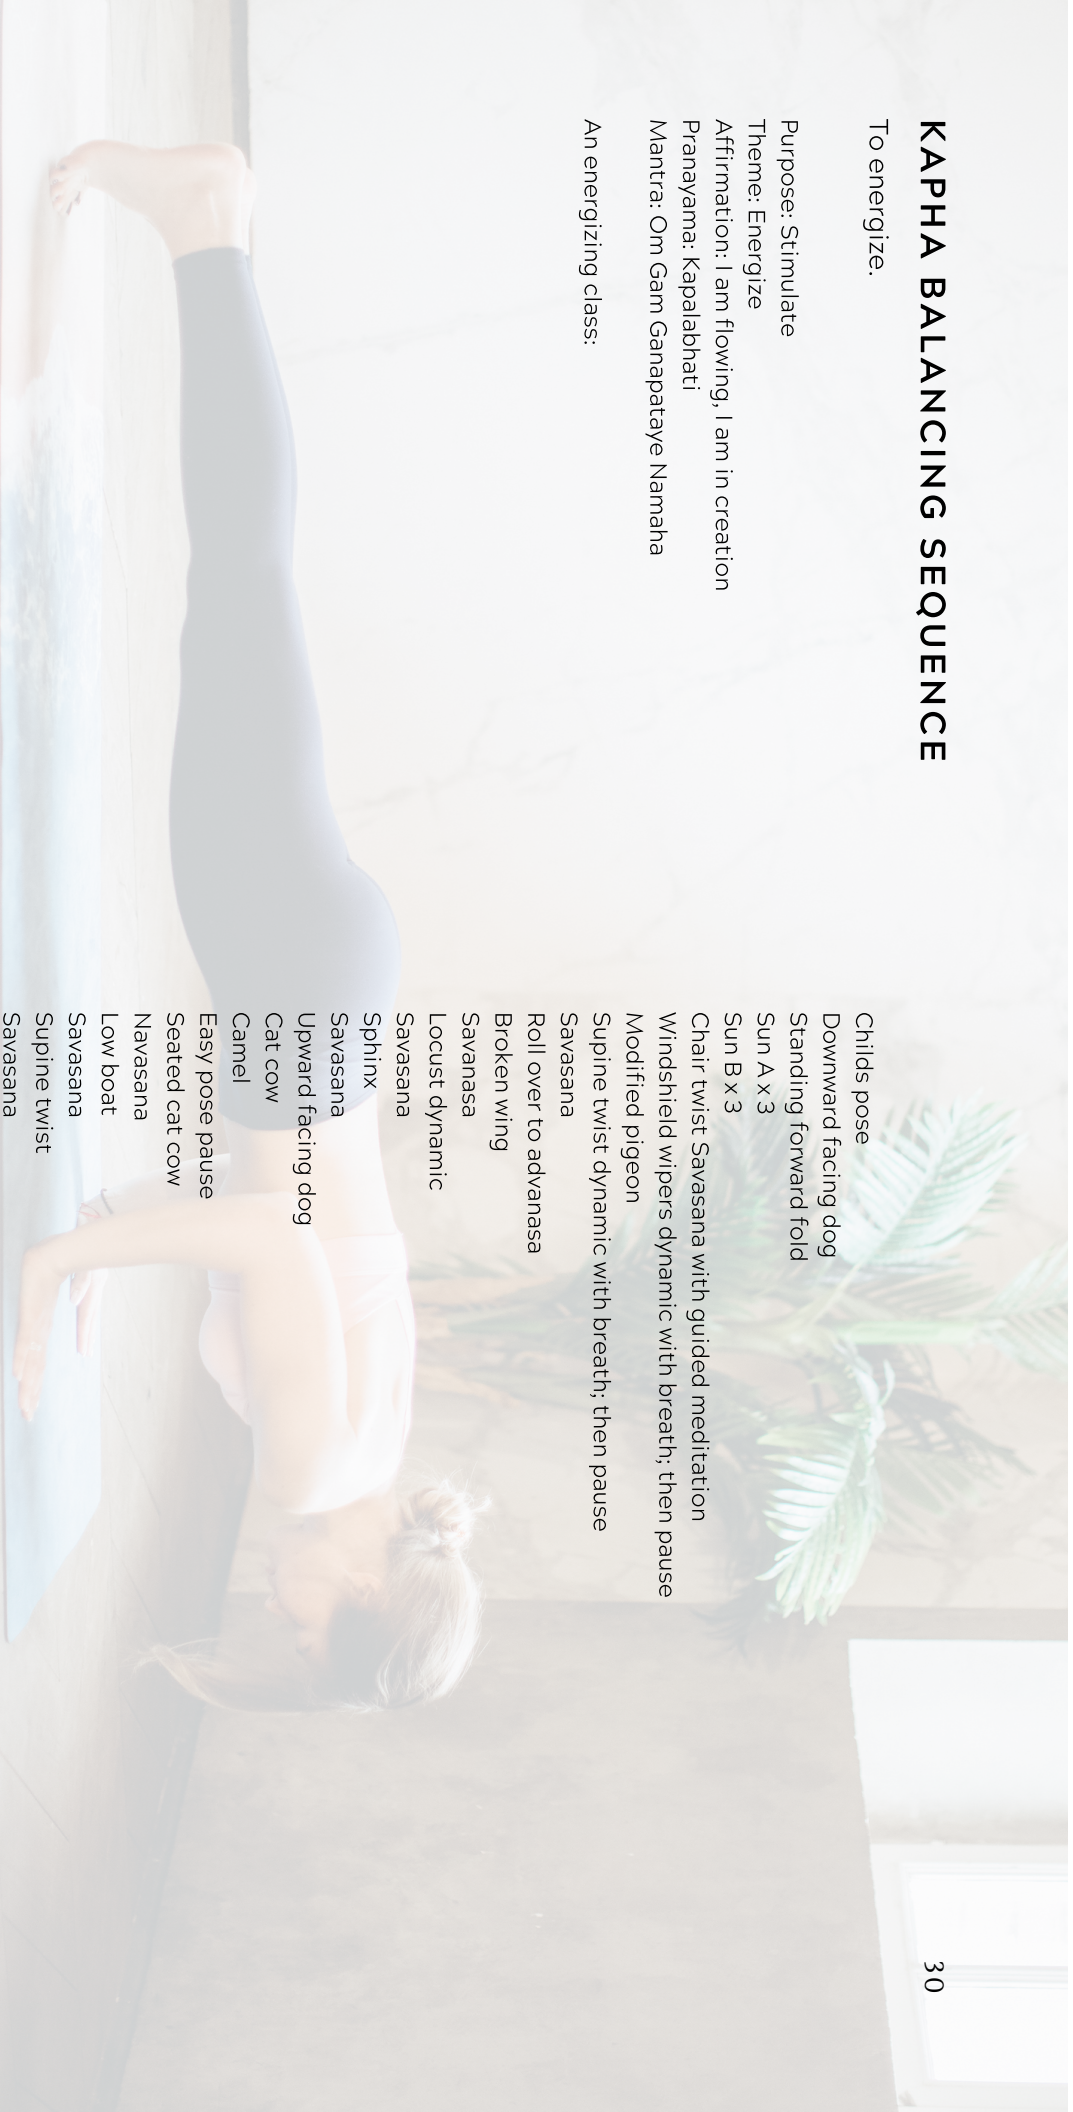 KAPHA BALANCING SEQUENCE
To energize.
Purpose: Stimulate
Theme: Energize
Affirmation: I am flowing, I am in creation
Pranayama: Kapalabhati
Mantra: Om Gam Ganapataye Namaha
An energizing class:
Childs pose
Downward facing dog
Standing forward fold
Sun A x 3
Sun B x 3
Chair twist Savasana with guided meditation
Windshield wipers dynamic with breath; then pause
Modified pigeon
Supine twist dynamic with breath; then pause
Savasana
Roll over to advanasa
Broken wing
Savanasa
Locust dynamic
Savasana
Sphinx
Savasana
Upward facing dog
Cat cow
Camel
Easy pose pause
Seated cat cow
Navasana
Low boat
Savasana
Supine twist
Savasana
30